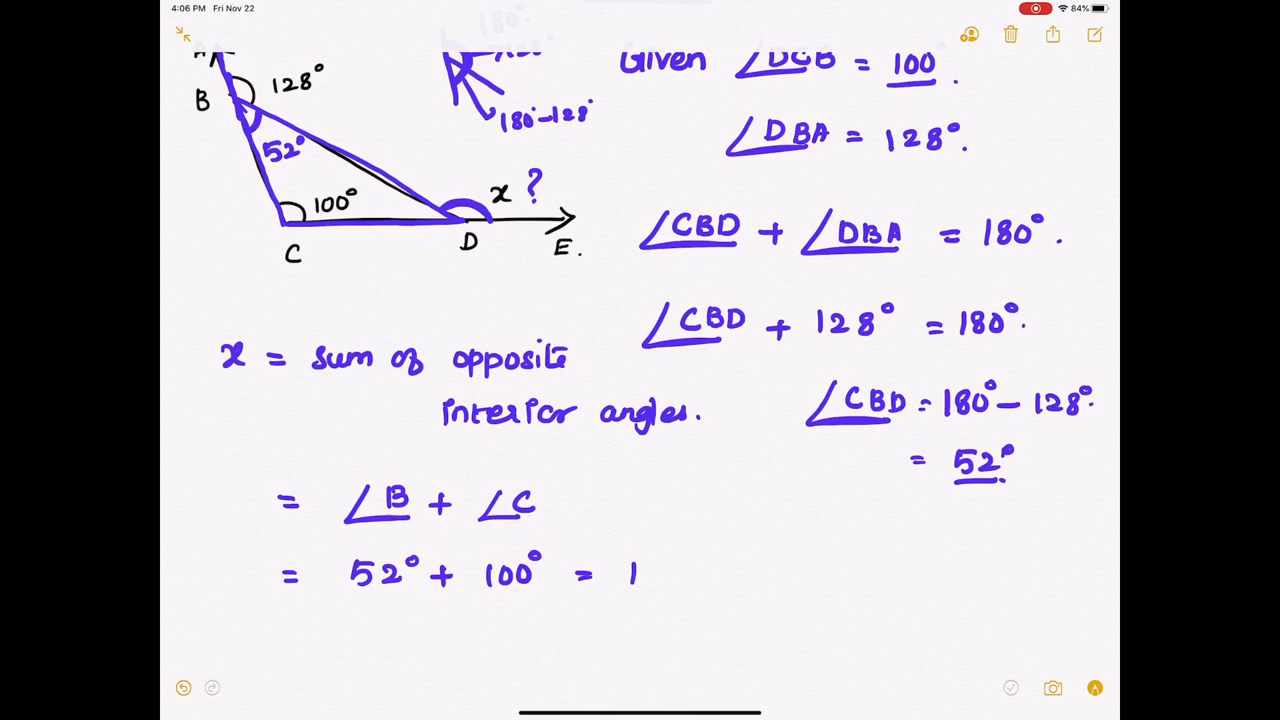 4:06 PM Fri Nov 22
84%
A
B
128°
52°
100°
x ?
C
D
E.
180°-128°
Given ∠DCB = 100.
∠DBA = 128°.
∠CBD + ∠DBA = 180°.
∠CBD + 128° = 180°.
∠CBD = 180° - 128°.
= 52°.
x = sum of opposite
interior angles.
= ∠B + ∠C
= 52° + 100° = 1